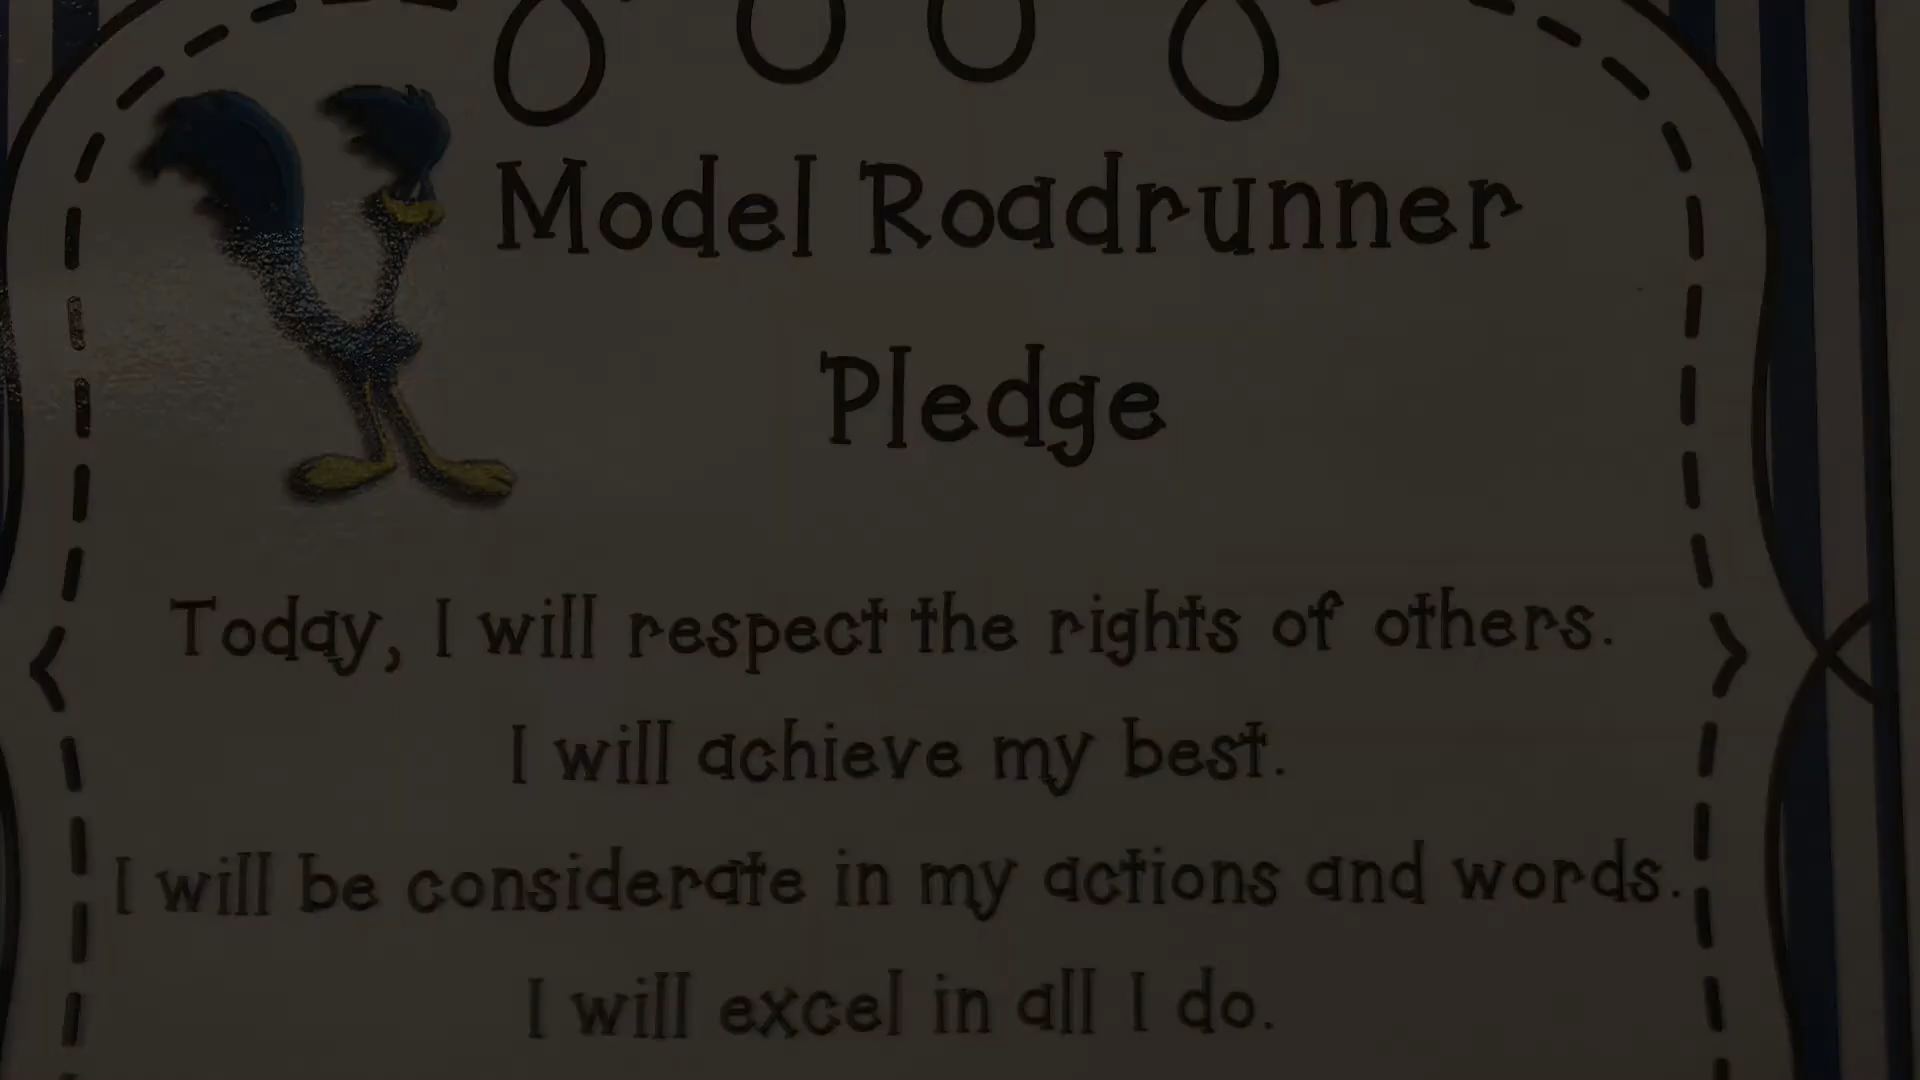 Model Roadrunner
Pledge
Today, I will respect the rights of others.
I will achieve my best.
I will be considerate in my actions and words.
I will excel in all I do.